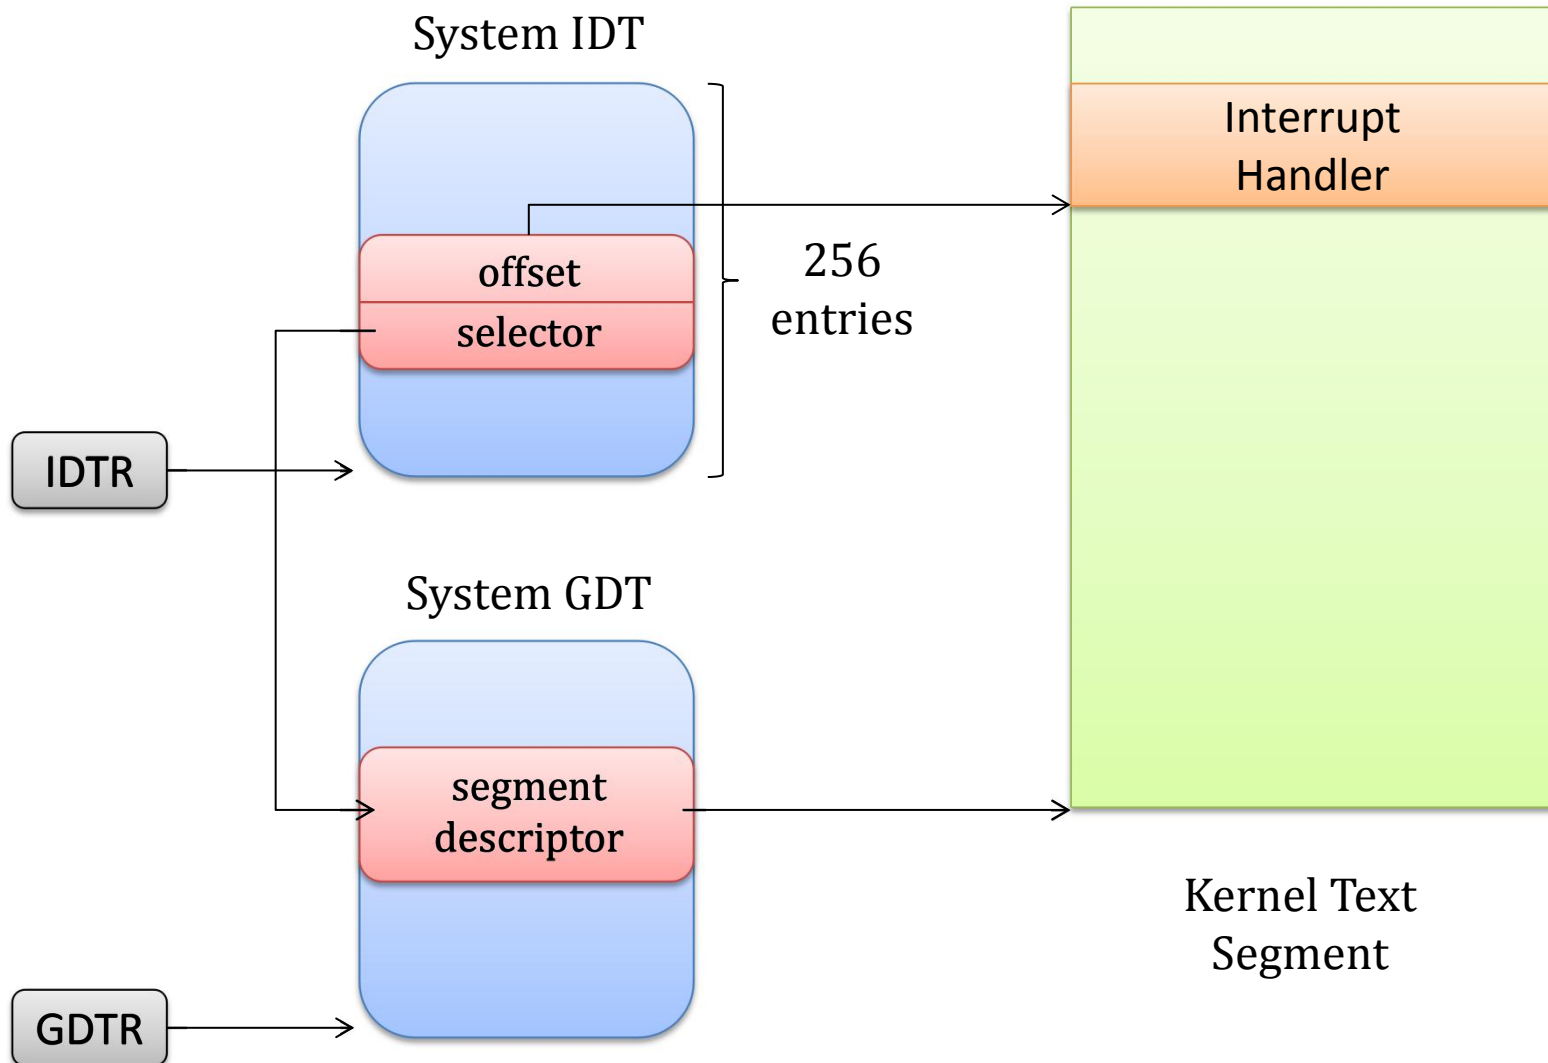 System IDT
Interrupt
Handler
offset
selector
256
entries
IDTR
System GDT
segment
descriptor
Kernel Text
Segment
GDTR